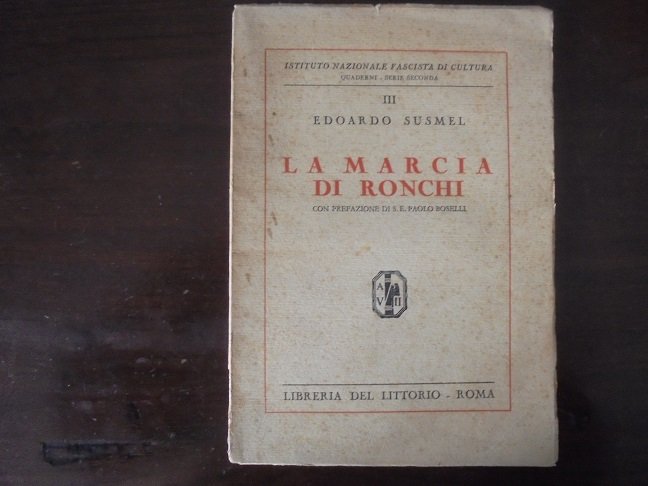 ISTITUTO NAZIONALE FASCISTA DI CULTURA
QUADERNI - SERIE SECONDA
III
EDOARDO SUSMEL
LA MARCIA
DI RONCHI
CON PREFAZIONE DI S. E. PAOLO BOSELLI
A
V II
LIBRERIA DEL LITTORIO - ROMA